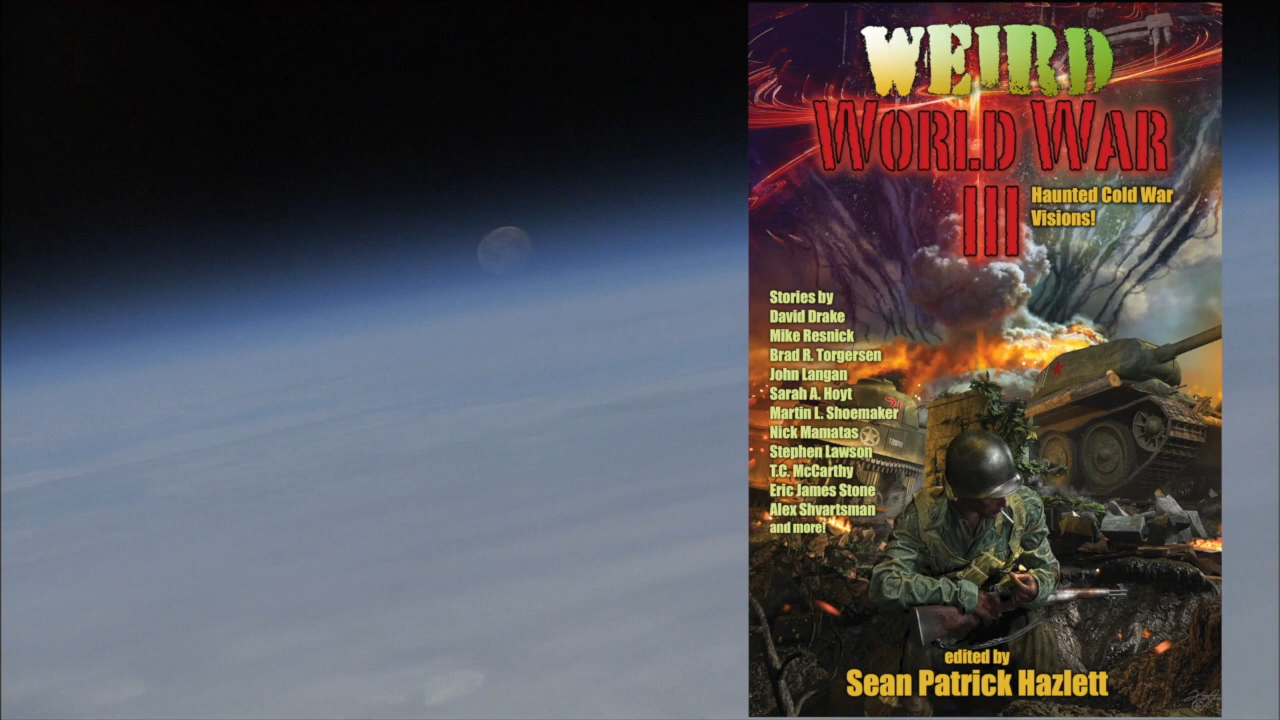 WEIRD
WORLD WAR
III
Haunted Cold War
Visions!
Stories by
David Drake
Mike Resnick
Brad R. Torgersen
John Langan
Sarah A. Hoyt
Martin L. Shoemaker
Nick Mamatas
Stephen Lawson
T.C. McCarthy
Eric James Stone
Alex Shvartsman
and more!
edited by
Sean Patrick Hazlett